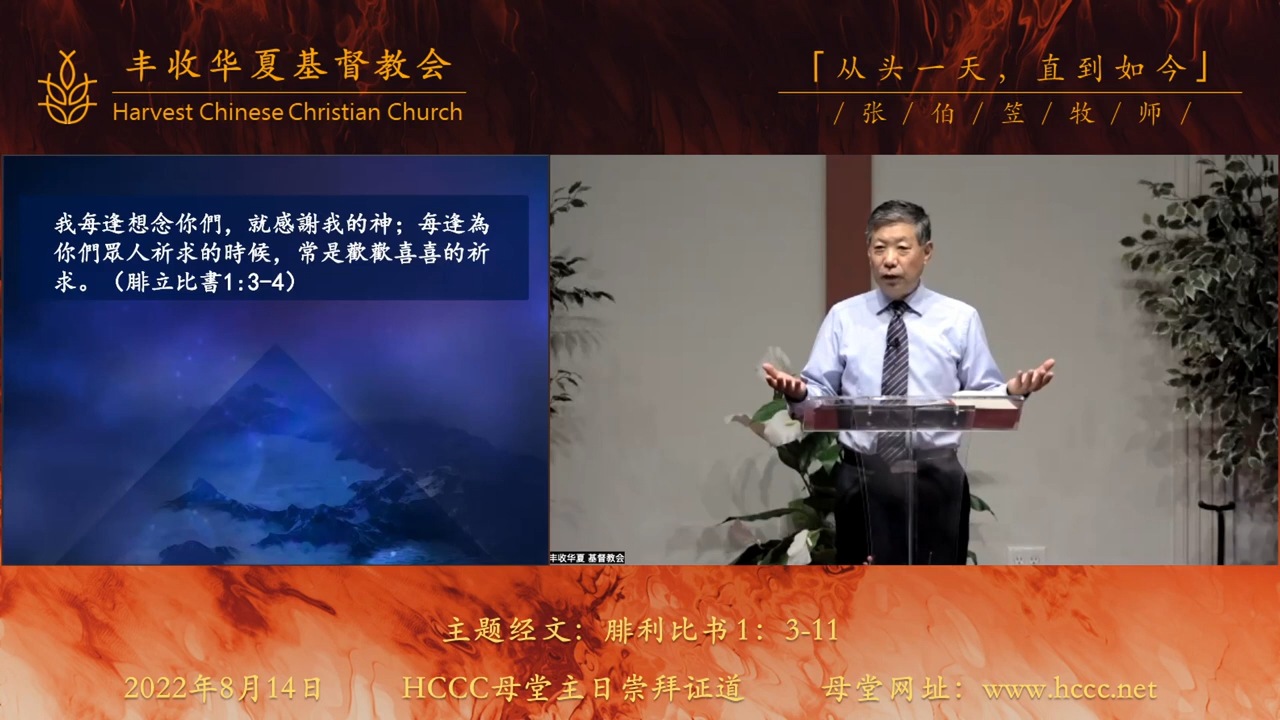 丰收华夏基督教会
Harvest Chinese Christian Church
「从头一天，直到如今」
/ 张 / 伯 / 笠 / 牧 / 师 /
我每逢想念你們，就感謝我的神；每逢為
你們眾人祈求的時候，常是歡歡喜喜的祈
求。（腓立比書1:3-4）
丰收华夏 基督教会
主题经文：腓利比书 1：3-11
2022年8月14日
HCCC母堂主日崇拜证道
母堂网址：www.hccc.net